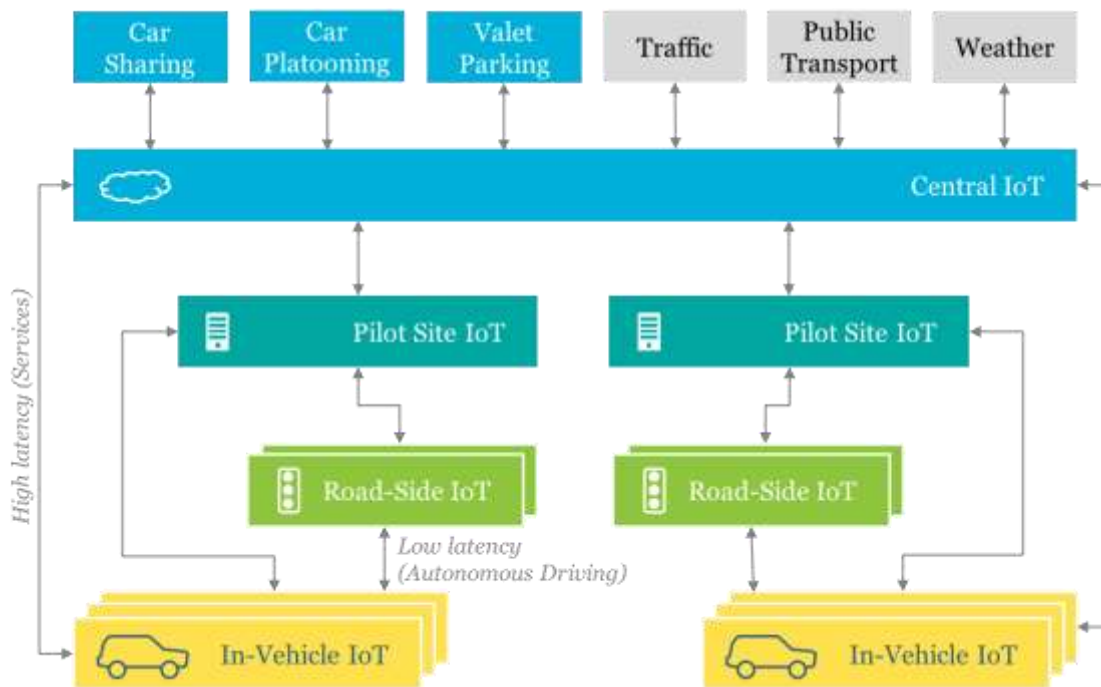 Car
Sharing
Car
Platooning
Valet
Parking
Traffic
Public
Transport
Weather
Central IoT
High latency (Services)
Pilot Site IoT
Pilot Site IoT
Road-Side IoT
Road-Side IoT
Low latency
(Autonomous Driving)
In-Vehicle IoT
In-Vehicle IoT